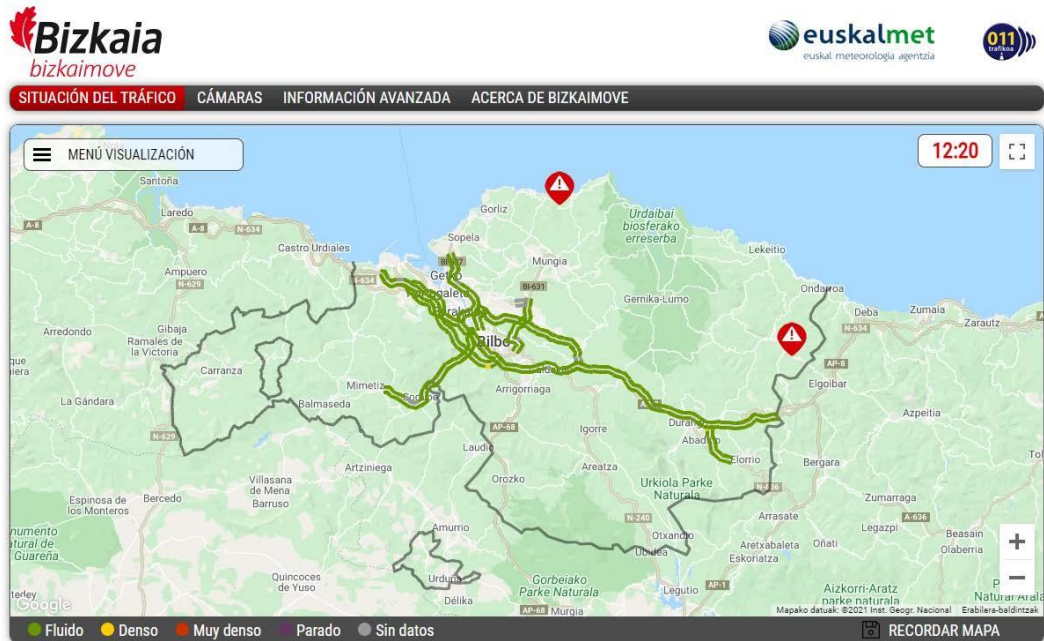 Bizkaia
bizkaimove
euskalmet
euskal meteorologia agentzia
011
trafikoa
SITUACIÓN DEL TRÁFICO
CÁMARAS
INFORMACIÓN AVANZADA
ACERCA DE BIZKAIMOVE
MENÚ VISUALIZACIÓN
12:20
Santoña
Gorliz
Urdaibai
biosferako
erreserba
Laredo
A-8
A-8
N-634
Sopela
Castro Urdiales
Lekeitio
Mungia
Ampuero
N-629
BI-631
Gernika-Lumo
Ondarroa
Deba
Zumaia
Zarautz
N-634
Arredondo
Gibaja
Ramales de
la Victoria
Bilbo
AP-8
Carranza
Elgoibar
Mimetiz
La Gándara
Balmaseda
Arrigorriaga
Azpeitia
N-629
AP-68
Igorre
Laudio
Elorrio
Bergara
Artziniega
Areatza
Villasana
de Mena
Barruso
Orozko
Urkiola Parke
Naturala
Espinosa de
los Monteros
Bercedo
Zumarraga
N-240
Arrasate
Legazpi
A-636
Beasain
Amurrio
Otxandio
Aretxabaleta
Oñati
Olaberria
Ubidea
Eskoriatza
Urduña
Quincoces
de Yuso
Gorbeiako
Parke Naturala
Délika
Legutio
AP-1
Aizkorri-Aratz
parke naturala
AP-68
Murgia
Google
Mapako datuak: ©2021 Inst. Geogr. Nacional
Erabilera-baldintzak
Fluido
Denso
Muy denso
Parado
Sin datos
RECORDAR MAPA